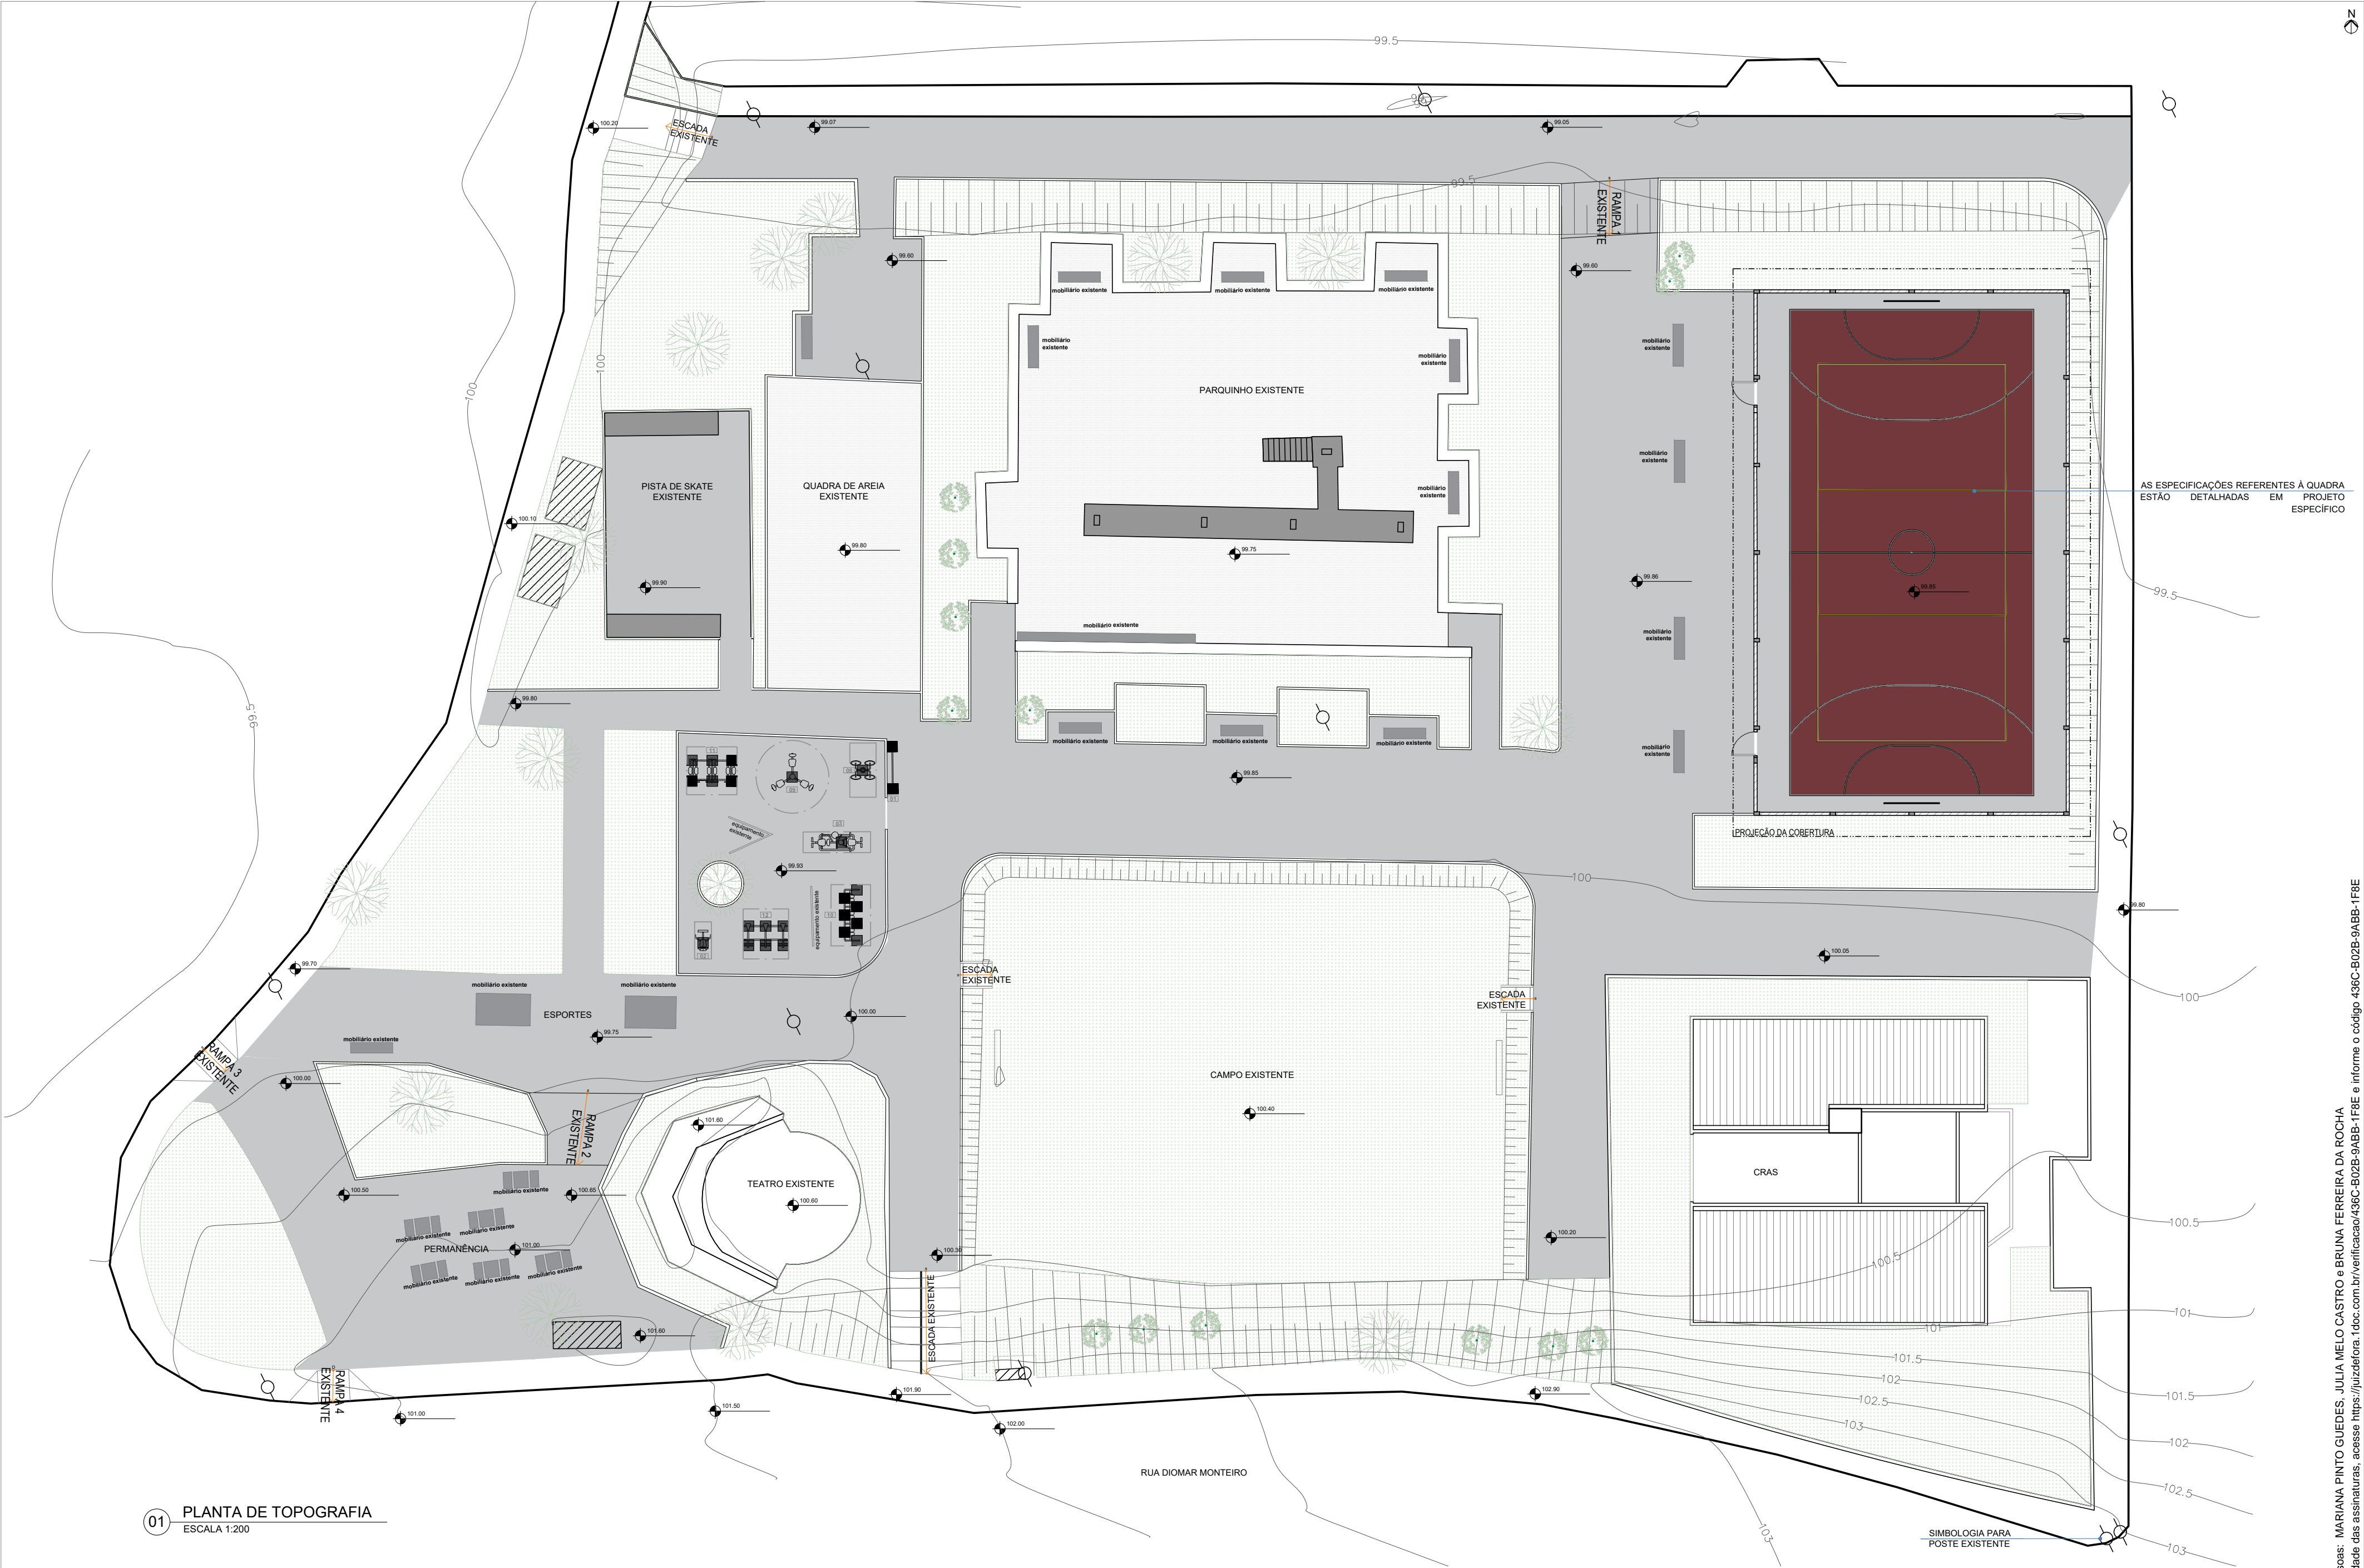 N
99.5
100.20
ESCADA
EXISTENTE
99.07
99.05
99.5
RAMPA 1
EXISTENTE
99.60
99.60
mobiliário existente
mobiliário existente
mobiliário existente
mobiliário
existente
mobiliário
existente
mobiliário
existente
100
100
PARQUINHO EXISTENTE
PISTA DE SKATE
EXISTENTE
QUADRA DE AREIA
EXISTENTE
mobiliário
existente
mobiliário
existente
AS ESPECIFICAÇÕES REFERENTES À QUADRA
ESTÃO DETALHADAS EM PROJETO
ESPECÍFICO
100.10
99.80
99.75
99.90
99.86
99.5
mobiliário existente
mobiliário
existente
99.80
99.5
mobiliário existente
mobiliário existente
mobiliário existente
mobiliário
existente
99.85
11
09
equipamento
existente
PROJEÇÃO DA COBERTURA
99.93
100
equipamento existente
12
99.80
100.05
99.70
ESCADA
EXISTENTE
mobiliário existente
mobiliário existente
ESCADA
EXISTENTE
100
ESPORTES
100.00
99.75
mobiliário existente
RAMPA 3
EXISTENTE
100.00
CAMPO EXISTENTE
100.40
RAMPA 2
EXISTENTE
101.60
CRAS
TEATRO EXISTENTE
100.60
mobiliário existente
100.50
100.65
mobiliário existente
mobiliário existente
PERMANÊNCIA
101.00
100.5
100.20
100.30
100.5
mobiliário existente
mobiliário existente
mobiliário existente
ESCADA EXISTENTE
101
101
101.60
101.5
102
101.5
RAMPA 4
EXISTENTE
101.90
102.90
102.5
101.00
101.50
102.00
103
102
RUA DIOMAR MONTEIRO
102.5
01
PLANTA DE TOPOGRAFIA
ESCALA 1:200
103
SIMBOLOGIA PARA
POSTE EXISTENTE
103
soas: MARIANA PINTO GUEDES, JULIA MELO CASTRO e BRUNA FERREIRA DA ROCHA
dade das assinaturas, acesse https://juizdefora.1doc.com.br/verificacao/436C-B02B-9ABB-1F8E e informe o código 436C-B02B-9ABB-1F8E